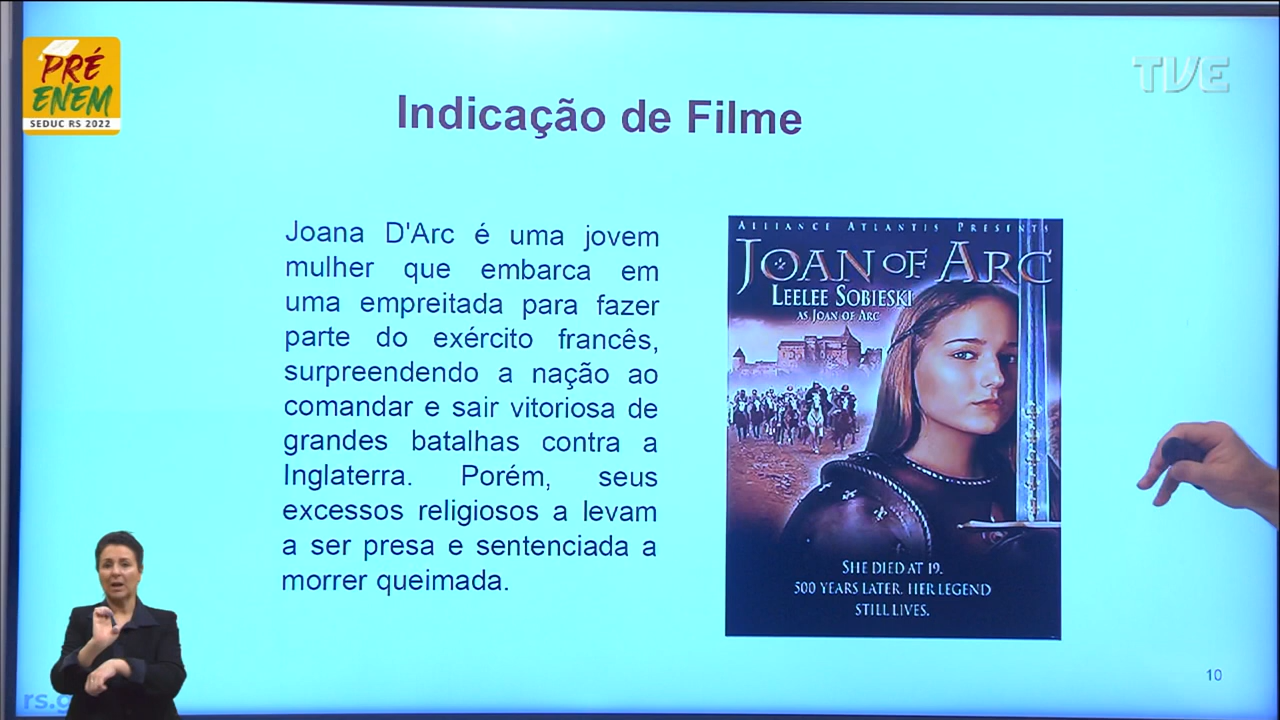 PRÉ
ENEM
SEDUC RS 2022
TVE
Indicação de Filme
Joana D'Arc é uma jovem
mulher que embarca em
uma empreitada para fazer
parte do exército francês,
surpreendendo a nação ao
comandar e sair vitoriosa de
grandes batalhas contra a
Inglaterra. Porém, seus
excessos religiosos a levam
a ser presa e sentenciada a
morrer queimada.
ALLIANCE ATLANTIS PRESENTS
JOAN OF ARC
LEELEE SOBIESKI
AS JOAN OF ARC
SHE DIED AT 19.
500 YEARS LATER, HER LEGEND
STILL LIVES.
10
rs.g